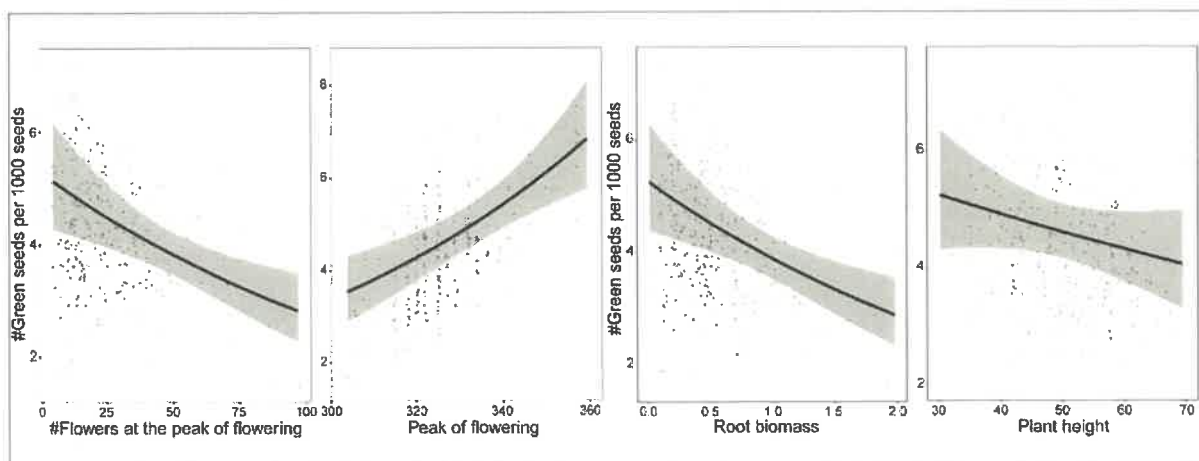 #Green seeds per 1000 seeds
6
4
2
0 25 50 75 100
#Flowers at the peak of flowering
8
6
4
2
300 320 340 360
Peak of flowering
#Green seeds per 1000 seeds
6
4
2
0.0 0.5 1.0 1.5 2.0
Root biomass
6
4
2
30 40 50 60 70
Plant height